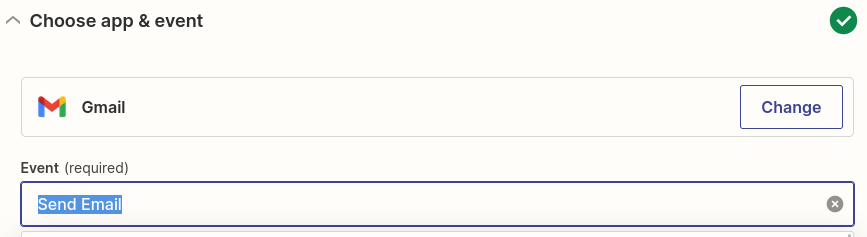 Choose app & event
Gmail
Change
Event (required)
Send Email